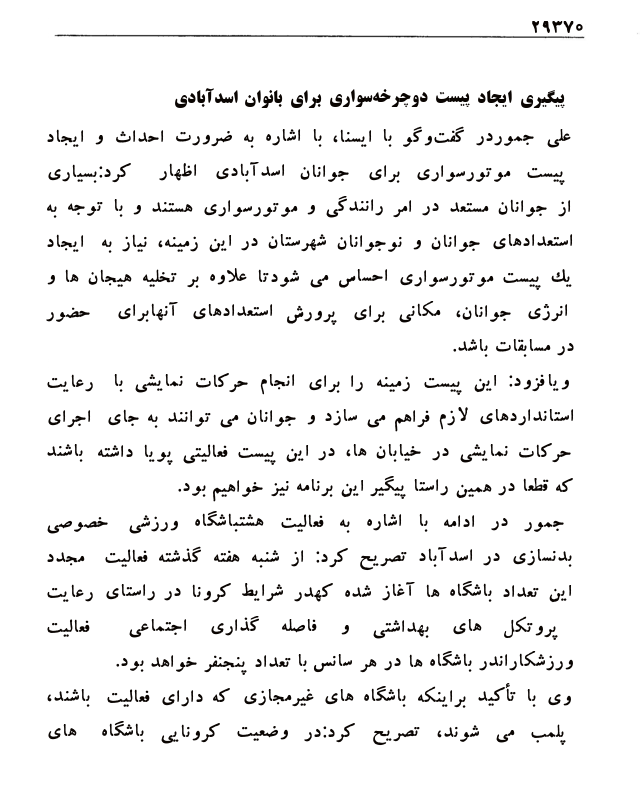 ۲۹۳۷۰
پیگیری ایجاد پیست دوچرخه‌سواری برای بانوان اسدآبادی
علی جموردر گفت‌وگو با ایسنا، با اشاره به ضرورت احداث و ایجاد
پیست موتورسواری برای جوانان اسدآبادی اظهار کرد:بسیاری
از جوانان مستعد در امر رانندگی و موتورسواری هستند و با توجه به
استعدادهای جوانان و نوجوانان شهرستان در این زمینه، نیاز به ایجاد
یك پیست موتورسواری احساس می شودتا علاوه بر تخلیه هیجان ها و
انرژی جوانان، مکانی برای پرورش استعدادهای آنهابرای حضور
در مسابقات باشد.
ویافزود: این پیست زمینه را برای انجام حرکات نمایشی با رعایت
استانداردهای لازم فراهم می سازد و جوانان می توانند به جای اجرای
حرکات نمایشی در خیابان ها، در این پیست فعالیتی پویا داشته باشند
که قطعا در همین راستا پیگیر این برنامه نیز خواهیم بود.
جمور در ادامه با اشاره به فعالیت هشتباشگاه ورزشی خصوصی
بدنسازی در اسدآباد تصریح کرد: از شنبه هفته گذشته فعالیت مجدد
این تعداد باشگاه ها آغاز شده کهدر شرایط کرونا در راستای رعایت
پروتکل های بهداشتی و فاصله گذاری اجتماعی فعالیت
ورزشکاراندر باشگاه ها در هر سانس با تعداد پنجنفر خواهد بود.
وی با تأکید براینکه باشگاه های غیرمجازی که دارای فعالیت باشند،
پلمب می شوند، تصریح کرد:در وضعیت کرونایی باشگاه های